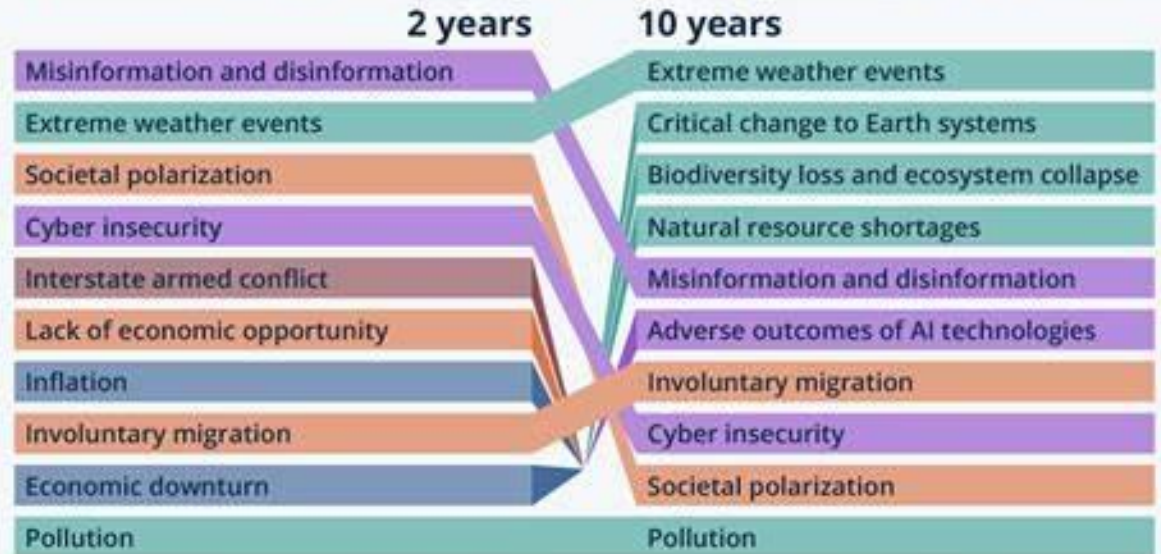 2 years
10 years
Misinformation and disinformation
Extreme weather events
Extreme weather events
Critical change to Earth systems
Societal polarization
Biodiversity loss and ecosystem collapse
Cyber insecurity
Natural resource shortages
Interstate armed conflict
Misinformation and disinformation
Lack of economic opportunity
Adverse outcomes of AI technologies
Inflation
Involuntary migration
Involuntary migration
Cyber insecurity
Economic downturn
Societal polarization
Pollution
Pollution